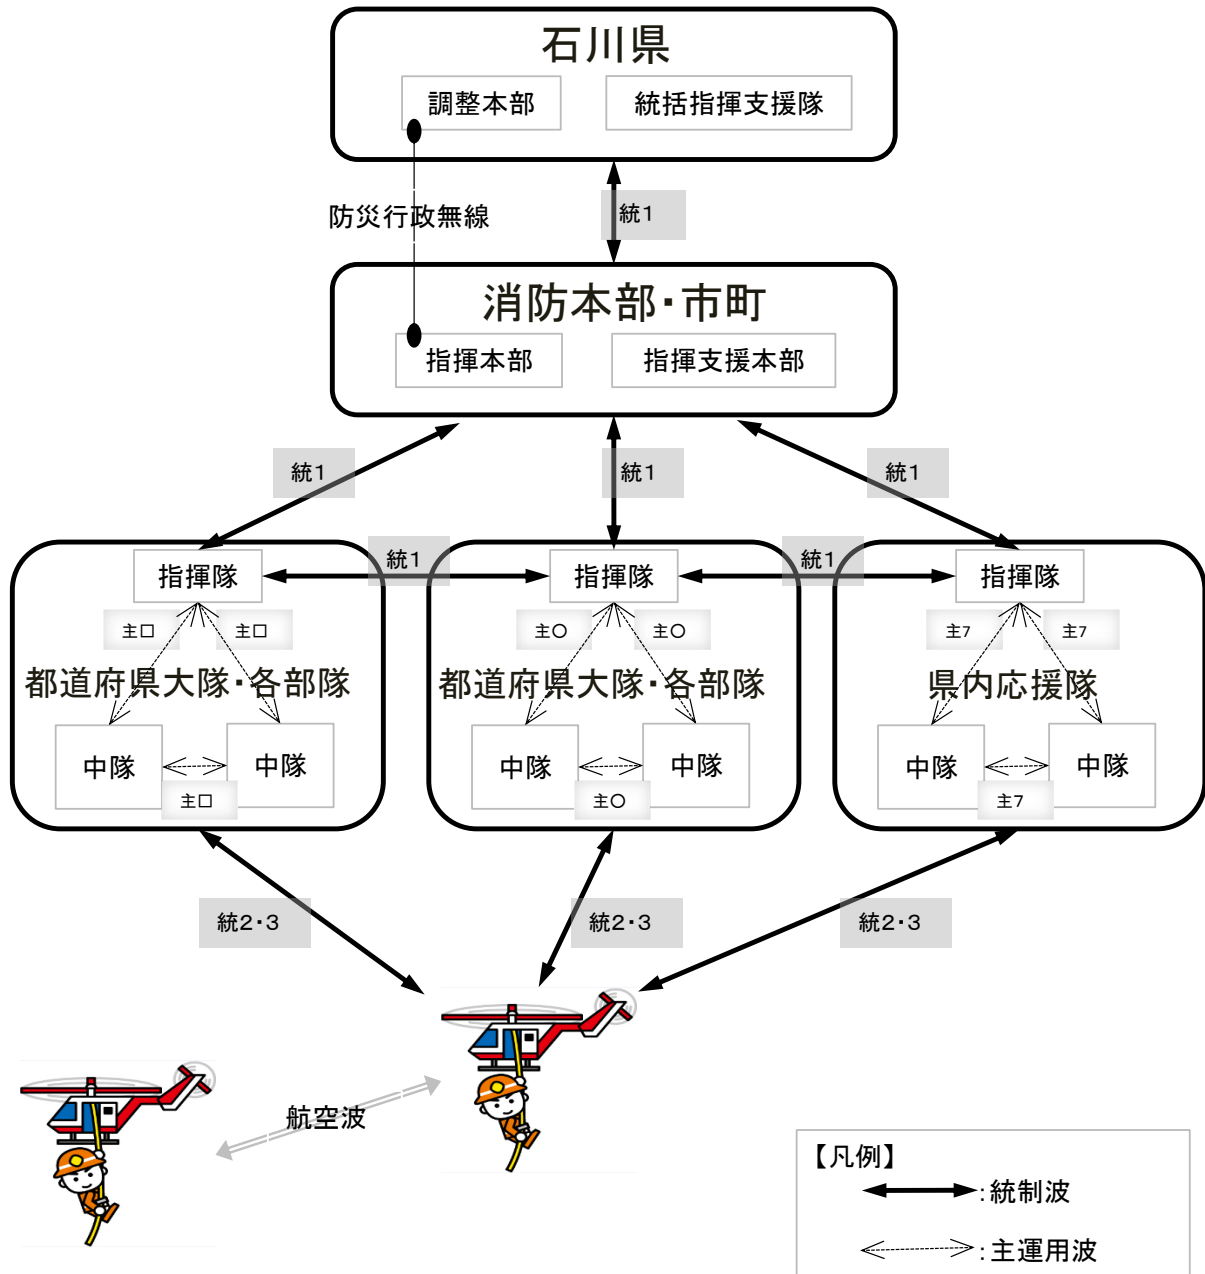 石川県
調整本部
統括指揮支援隊
防災行政無線
統1
消防本部・市町
指揮本部
指揮支援本部
統1
統1
統1
指揮隊
統1
指揮隊
統1
指揮隊
主□
主□
主○
主○
主7
主7
都道府県大隊・各部隊
都道府県大隊・各部隊
県内応援隊
中隊
中隊
中隊
中隊
中隊
中隊
主□
主○
主7
統2・3
統2・3
統2・3
航空波
【凡例】
:統制波
:主運用波